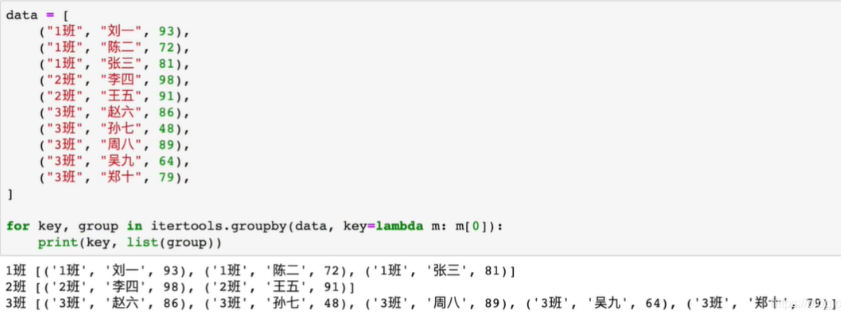 data = [
    ("1班", "刘一", 93),
    ("1班", "陈二", 72),
    ("1班", "张三", 81),
    ("2班", "李四", 98),
    ("2班", "王五", 91),
    ("3班", "赵六", 86),
    ("3班", "孙七", 48),
    ("3班", "周八", 89),
    ("3班", "吴九", 64),
    ("3班", "郑十", 79),
]
for key, group in itertools.groupby(data, key=lambda m: m[0]):
    print(key, list(group))
1班 [('1班', '刘一', 93), ('1班', '陈二', 72), ('1班', '张三', 81)]
2班 [('2班', '李四', 98), ('2班', '王五', 91)]
3班 [('3班', '赵六', 86), ('3班', '孙七', 48), ('3班', '周八', 89), ('3班', '吴九', 64), ('3班', '郑十', 79)]